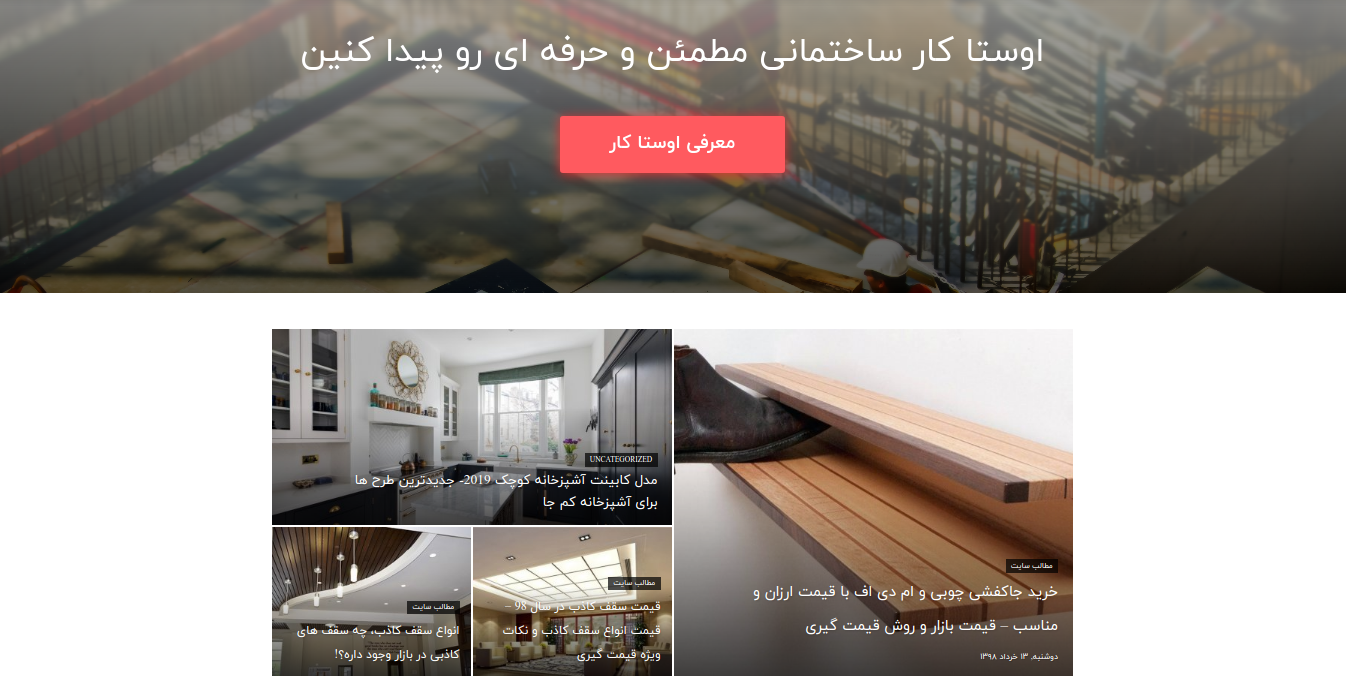 اوستا کار ساختمانی مطمئن و حرفه ای رو پیدا کنین
معرفی اوستا کار
مطالب سایت
خرید جاکفشی چوبی و ام دی اف با قیمت ارزان و
مناسب – قیمت بازار و روش قیمت گیری
دوشنبه, ۱۳ خرداد ۱۳۹۸
UNCATEGORIZED
مدل کابینت آشپزخانه کوچک 2019- جدیدترین طرح ها
برای آشپزخانه کم جا
مطالب سایت
قیمت سقف کاذب در سال 98 –
قیمت انواع سقف کاذب و نکات
ویژه قیمت گیری
مطالب سایت
انواع سقف کاذب، چه سقف های
کاذبی در بازار وجود داره؟!